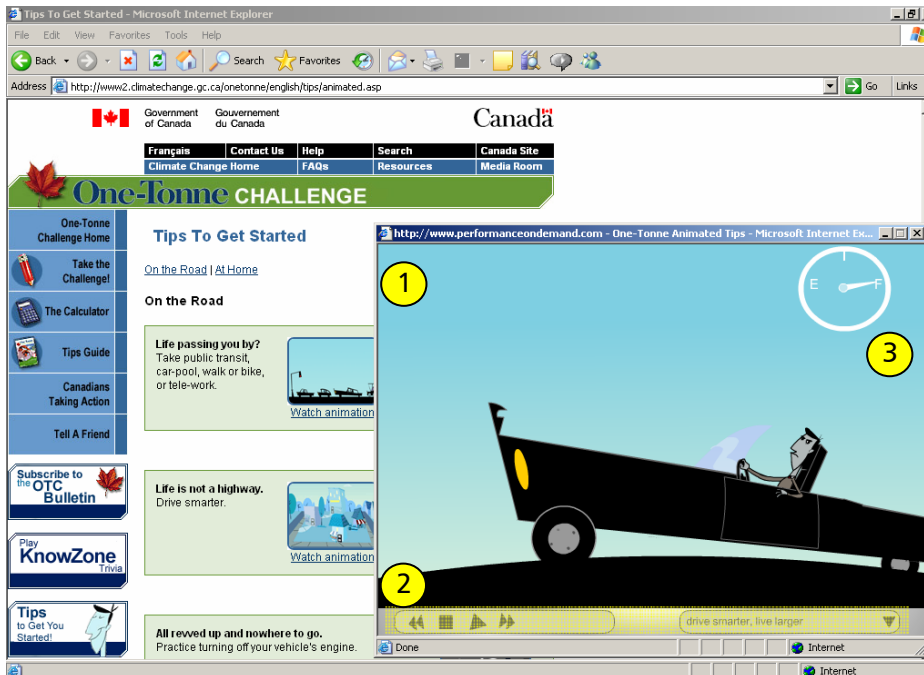 Tips To Get Started - Microsoft Internet Explorer
File Edit View Favorites Tools Help
Back Search Favorites
Address http://www2.climatechange.gc.ca/onetonne/english/tips/animated.asp Go Links
Government of Canada
Gouvernement du Canada
Canada
Français Contact Us Help Search Canada Site
Climate Change Home FAQs Resources Media Room
One-Tonne CHALLENGE
One-Tonne
Challenge Home
Take the
Challenge!
The Calculator
Tips Guide
Canadians
Taking Action
Tell A Friend
Subscribe to
the OTC
Bulletin
Play
KnowZone
Trivia
Tips
to Get You
Started!
Tips To Get Started
On the Road | At Home
On the Road
Life passing you by?
Take public transit,
car-pool, walk or bike,
or tele-work.
Watch animation
Life is not a highway.
Drive smarter.
Watch animation
All revved up and nowhere to go.
Practice turning off your vehicle's engine.
http://www.performanceondemand.com - One-Tonne Animated Tips - Microsoft Internet Ex...
1
E F
3
2
drive smarter, live larger
Done Internet
Internet